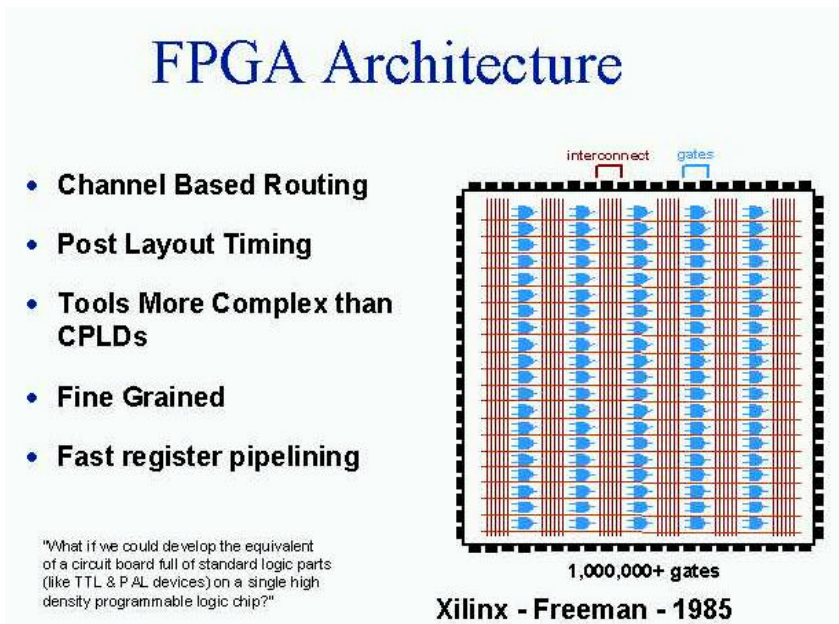 FPGA Architecture
• Channel Based Routing
• Post Layout Timing
• Tools More Complex than
CPLDs
• Fine Grained
• Fast register pipelining
"What if we could develop the equivalent
of a circuit board full of standard logic parts
(like TTL & PAL devices) on a single high
density programmable logic chip?"
interconnect gates
1,000,000+ gates
Xilinx - Freeman - 1985